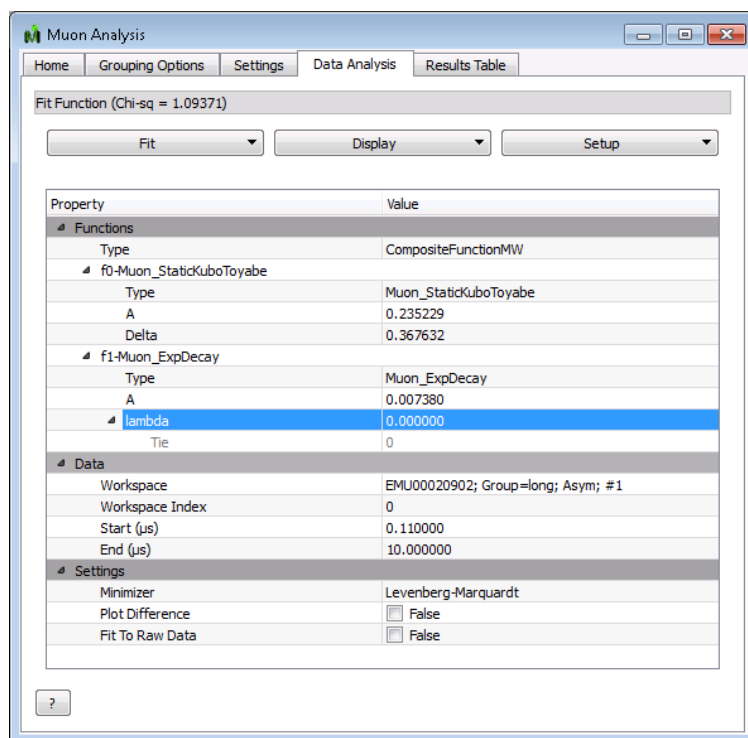 Muon Analysis
Home Grouping Options Settings Data Analysis Results Table
Fit Function (Chi-sq = 1.09371)
Fit Display Setup
Property Value
Functions
Type CompositeFunctionMW
f0-Muon_StaticKuboToyabe
Type Muon_StaticKuboToyabe
A 0.235229
Delta 0.367632
f1-Muon_ExpDecay
Type Muon_ExpDecay
A 0.007380
lambda 0.000000
Tie 0
Data
Workspace EMU00020902; Group=long; Asym; #1
Workspace Index 0
Start (µs) 0.110000
End (µs) 10.000000
Settings
Minimizer Levenberg-Marquardt
Plot Difference False
Fit To Raw Data False
?